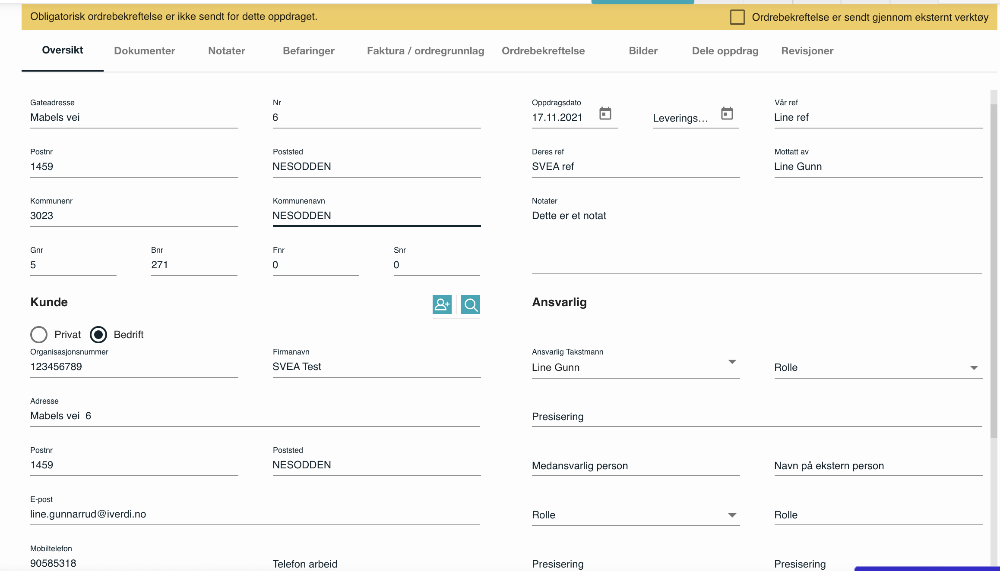 Obligatorisk ordrebekreftelse er ikke sendt for dette oppdraget.
Ordrebekreftelse er sendt gjennom eksternt verktøy
Oversikt
Dokumenter
Notater
Befaringer
Faktura / ordregrunnlag
Ordrebekreftelse
Bilder
Dele oppdrag
Revisjoner
Gateadresse
Mabels vei
Nr
6
Postnr
1459
Poststed
NESODDEN
Kommunenr
3023
Kommunenavn
NESODDEN
Gnr
5
Bnr
271
Fnr
0
Snr
0
Oppdragsdato
17.11.2021
Leverings...
Vår ref
Line ref
Deres ref
SVEA ref
Mottatt av
Line Gunn
Notater
Dette er et notat
Kunde
Privat
Bedrift
Organisasjonsnummer
123456789
Firmanavn
SVEA Test
Adresse
Mabels vei  6
Postnr
1459
Poststed
NESODDEN
E-post
line.gunnarrud@iverdi.no
Mobiltelefon
90585318
Telefon arbeid
Ansvarlig
Ansvarlig Takstmann
Line Gunn
Rolle
Presisering
Medansvarlig person
Navn på ekstern person
Rolle
Rolle
Presisering
Presisering